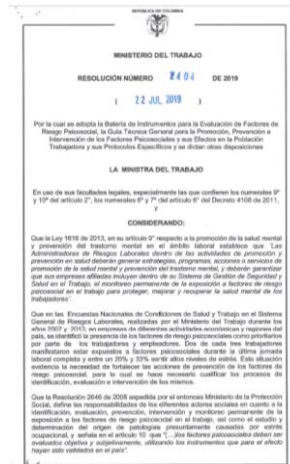 REPÚBLICA DE COLOMBIA
MINISTERIO DEL TRABAJO
RESOLUCIÓN NÚMERO 2404 DE 2019
( 22 JUL 2019 )
Por la cual se adopta la Batería de Instrumentos para la Evaluación de Factores de
Riesgo Psicosocial, la Guía Técnica General para la Promoción, Prevención e
Intervención de los Factores Psicosociales y sus Efectos en la Población
Trabajadora y sus Protocolos Específicos y se dictan otras disposiciones
LA MINISTRA DEL TRABAJO
En uso de sus facultades legales, especialmente las que confieren los numerales 9º
y 10º del artículo 2º, los numerales 6º y 7º del artículo 6º del Decreto 4108 de 2011,
y
CONSIDERANDO:
Que la Ley 1616 de 2013, en su artículo 9º respecto a la promoción de la salud mental
y prevención del trastorno mental en el ámbito laboral establece que "Las
Administradoras de Riesgos Laborales dentro de las actividades de promoción y
prevención en salud deberán generar estrategias, programas, acciones o servicios de
promoción de la salud mental y prevención del trastorno mental, y deberán garantizar
que sus empresas afiliadas incluyan dentro de su Sistema de Gestión de Seguridad y
Salud en el Trabajo, el monitoreo permanente de la exposición a factores de riesgo
psicosocial en el trabajo para proteger, mejorar y recuperar la salud mental de los
trabajadores".
Que en las Encuestas Nacionales de Condiciones de Salud y Trabajo en el Sistema
General de Riesgos Laborales, realizadas por el Ministerio del Trabajo durante los
años 2007 y 2013, en empresas de diferentes actividades económicas y regiones del
país, se identificó la presencia de los factores de riesgo psicosocial como prioritarios
por parte de los trabajadores y empleadores. Dos de cada tres trabajadores
manifestaron estar expuestos a factores psicosociales durante la última jornada
laboral completa y entre un 20% y 33% sentir altos niveles de estrés. Esta situación
evidencia la necesidad de fortalecer las acciones de prevención de los factores de
riesgo psicosocial, para lo cual se hace necesario cualificar los procesos de
identificación, evaluación e intervención de los mismos.
Que la Resolución 2646 de 2008 expedida por el entonces Ministerio de la Protección
Social, define las responsabilidades de los diferentes actores sociales en cuanto a la
identificación, evaluación, prevención, intervención y monitoreo permanente de la
exposición a los factores de riesgo psicosocial en el trabajo, así como el estudio y
determinación del origen de patologías presuntamente causadas por estrés
ocupacional, y señala en el artículo 10 que "(...)los factores psicosociales deben ser
evaluados objetiva y subjetivamente, utilizando los instrumentos que para el efecto
hayan sido validados en el país".